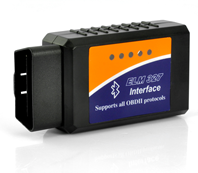 ELM 327
Interface
Supports all OBDII protocols